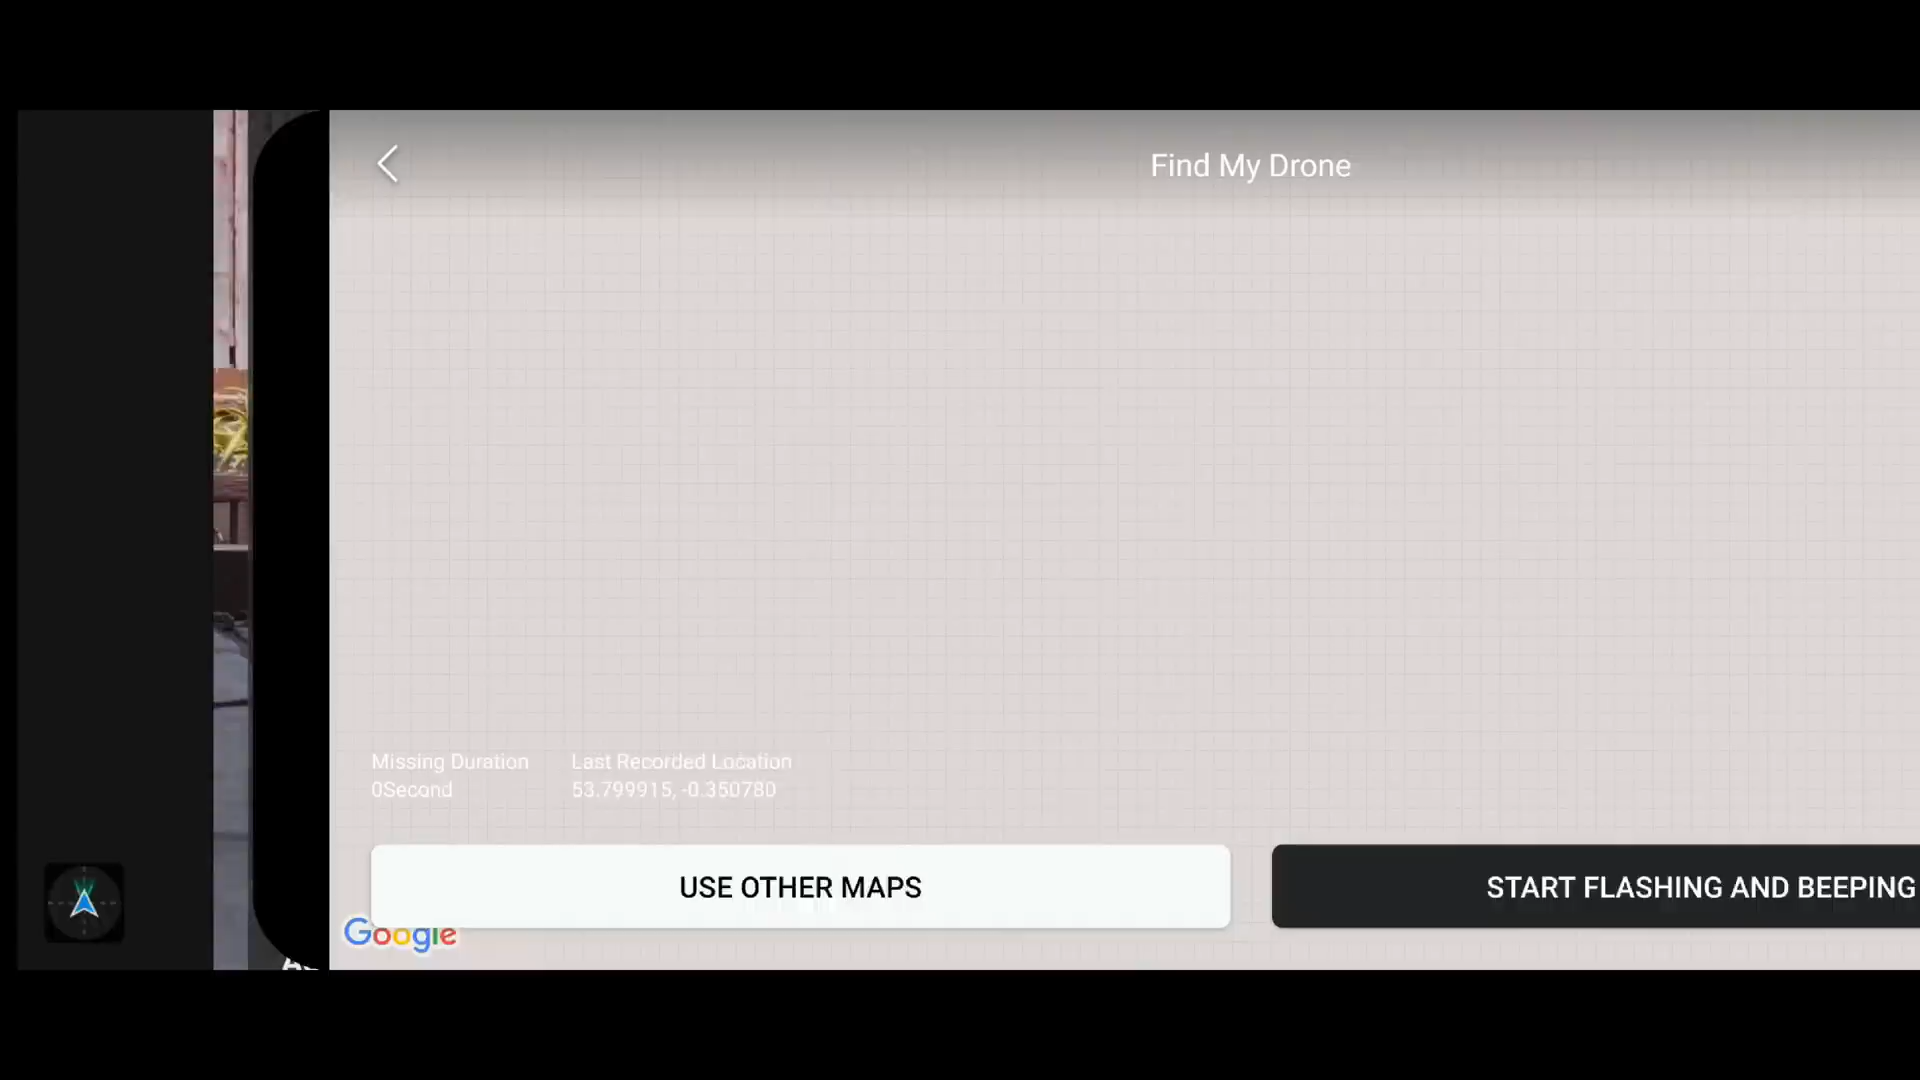 Find My Drone
Missing Duration
0Second
Last Recorded Location
53.799915, -0.350780
USE OTHER MAPS
START FLASHING AND BEEPING
Google